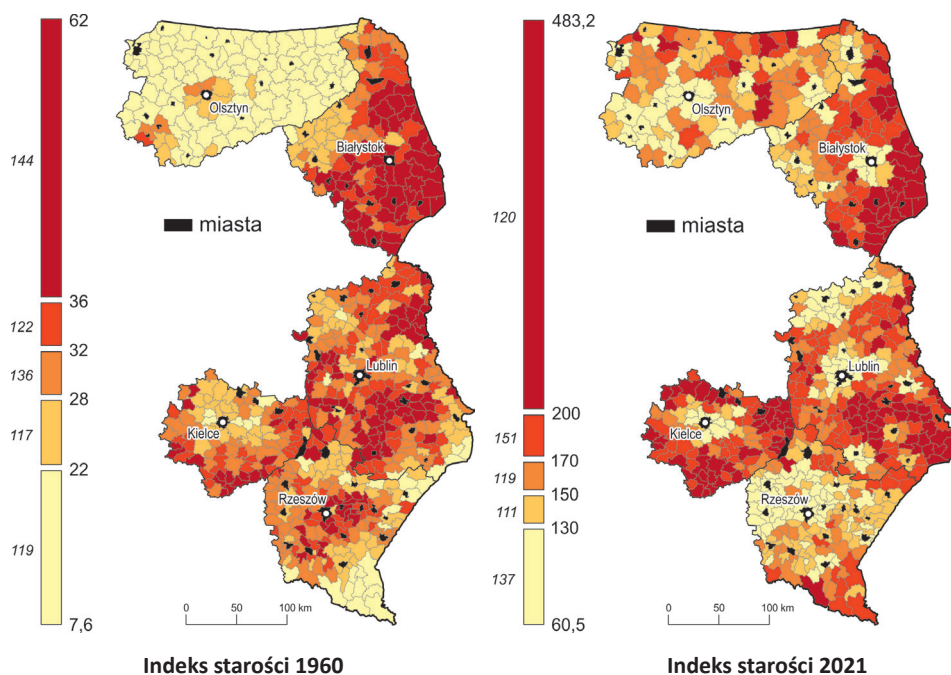 62
144
36
122
32
136
28
117
22
119
7,6
Olsztyn
Białystok
miasta
Lublin
Kielce
Rzeszów
0 50 100 km
Indeks starości 1960
483,2
120
200
151
170
119
150
111
130
137
60,5
Olsztyn
Białystok
miasta
Lublin
Kielce
Rzeszów
0 50 100 km
Indeks starości 2021